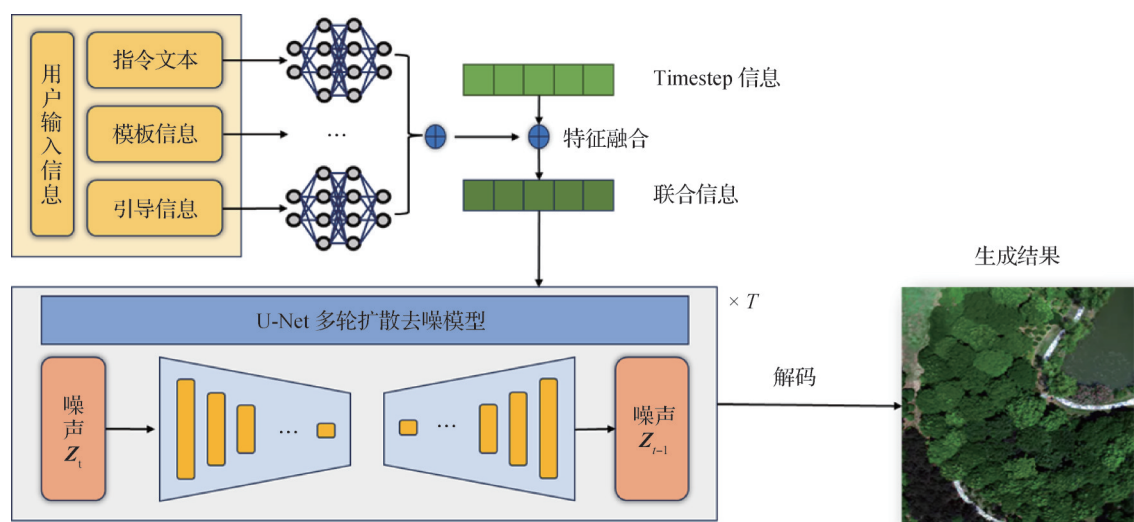 用户输入信息
指令文本
模板信息
引导信息
…
Timestep 信息
特征融合
联合信息
U-Net 多轮扩散去噪模型
× T
噪声
Zt
…
…
噪声
Zt−1
解码
生成结果